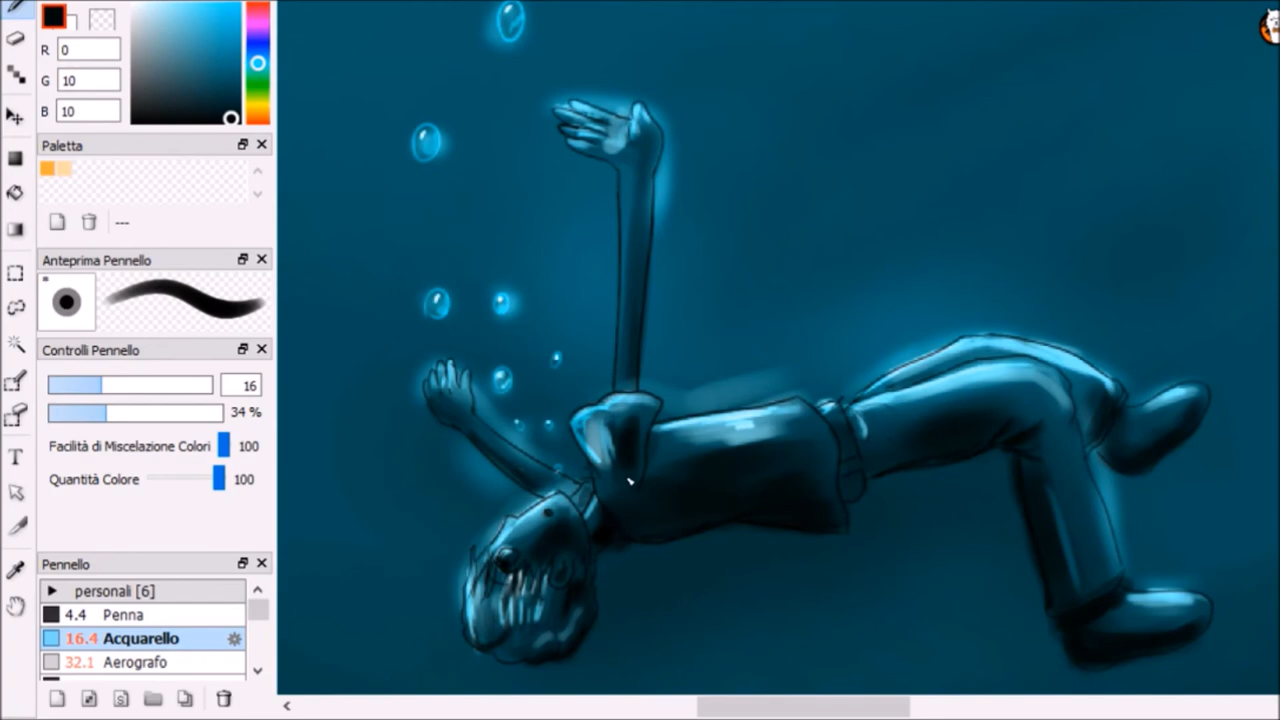 R 0
G 10
B 10
Paletta
---
Anteprima Pennello
Controlli Pennello
16
34 %
Facilità di Miscelazione Colori 100
Quantità Colore 100
Pennello
personali [6]
4.4 Penna
16.4 Acquarello
32.1 Aerografo